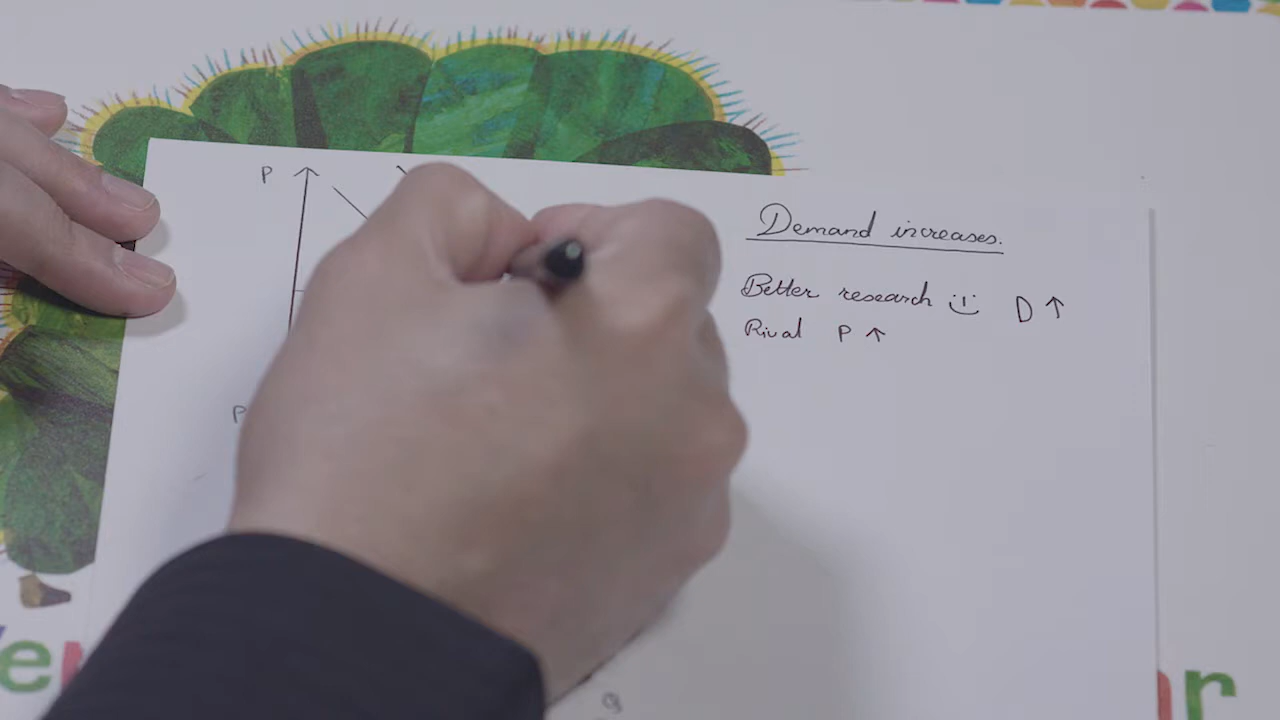 P
Demand increases.
Better research D ↑
Rival P ↑
P
Q